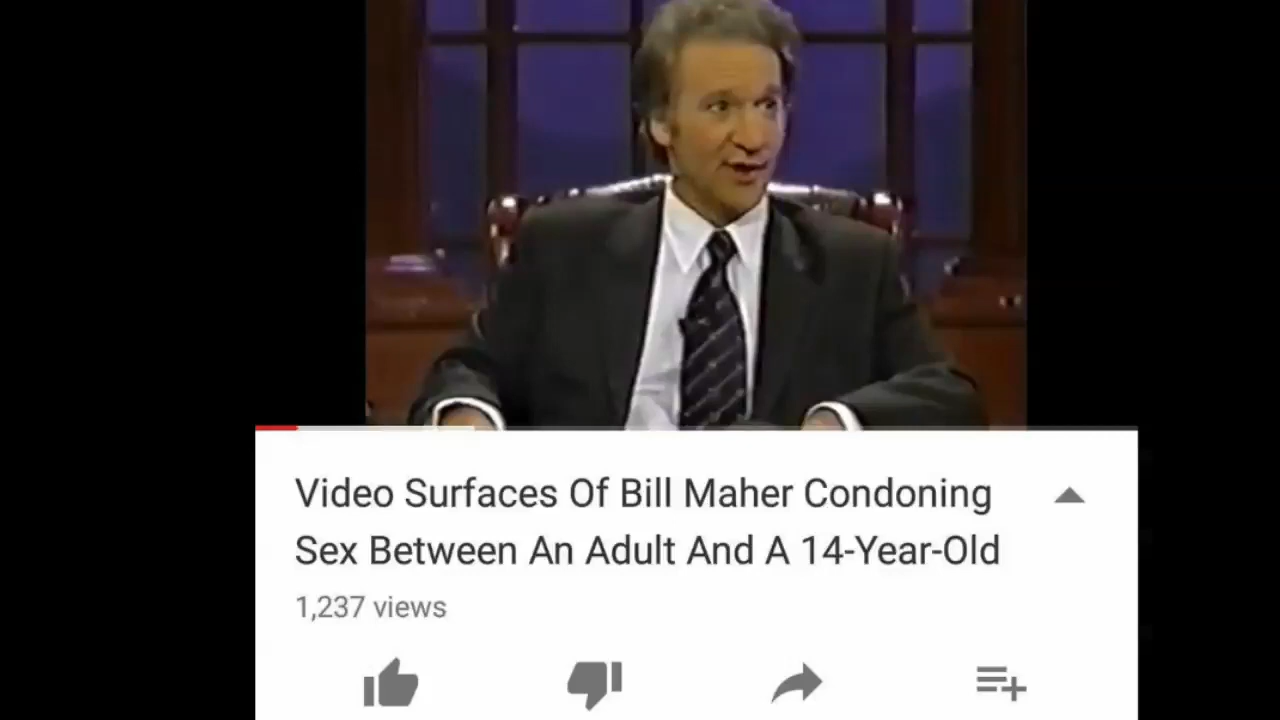 Video Surfaces Of Bill Maher Condoning
Sex Between An Adult And A 14-Year-Old
1,237 views